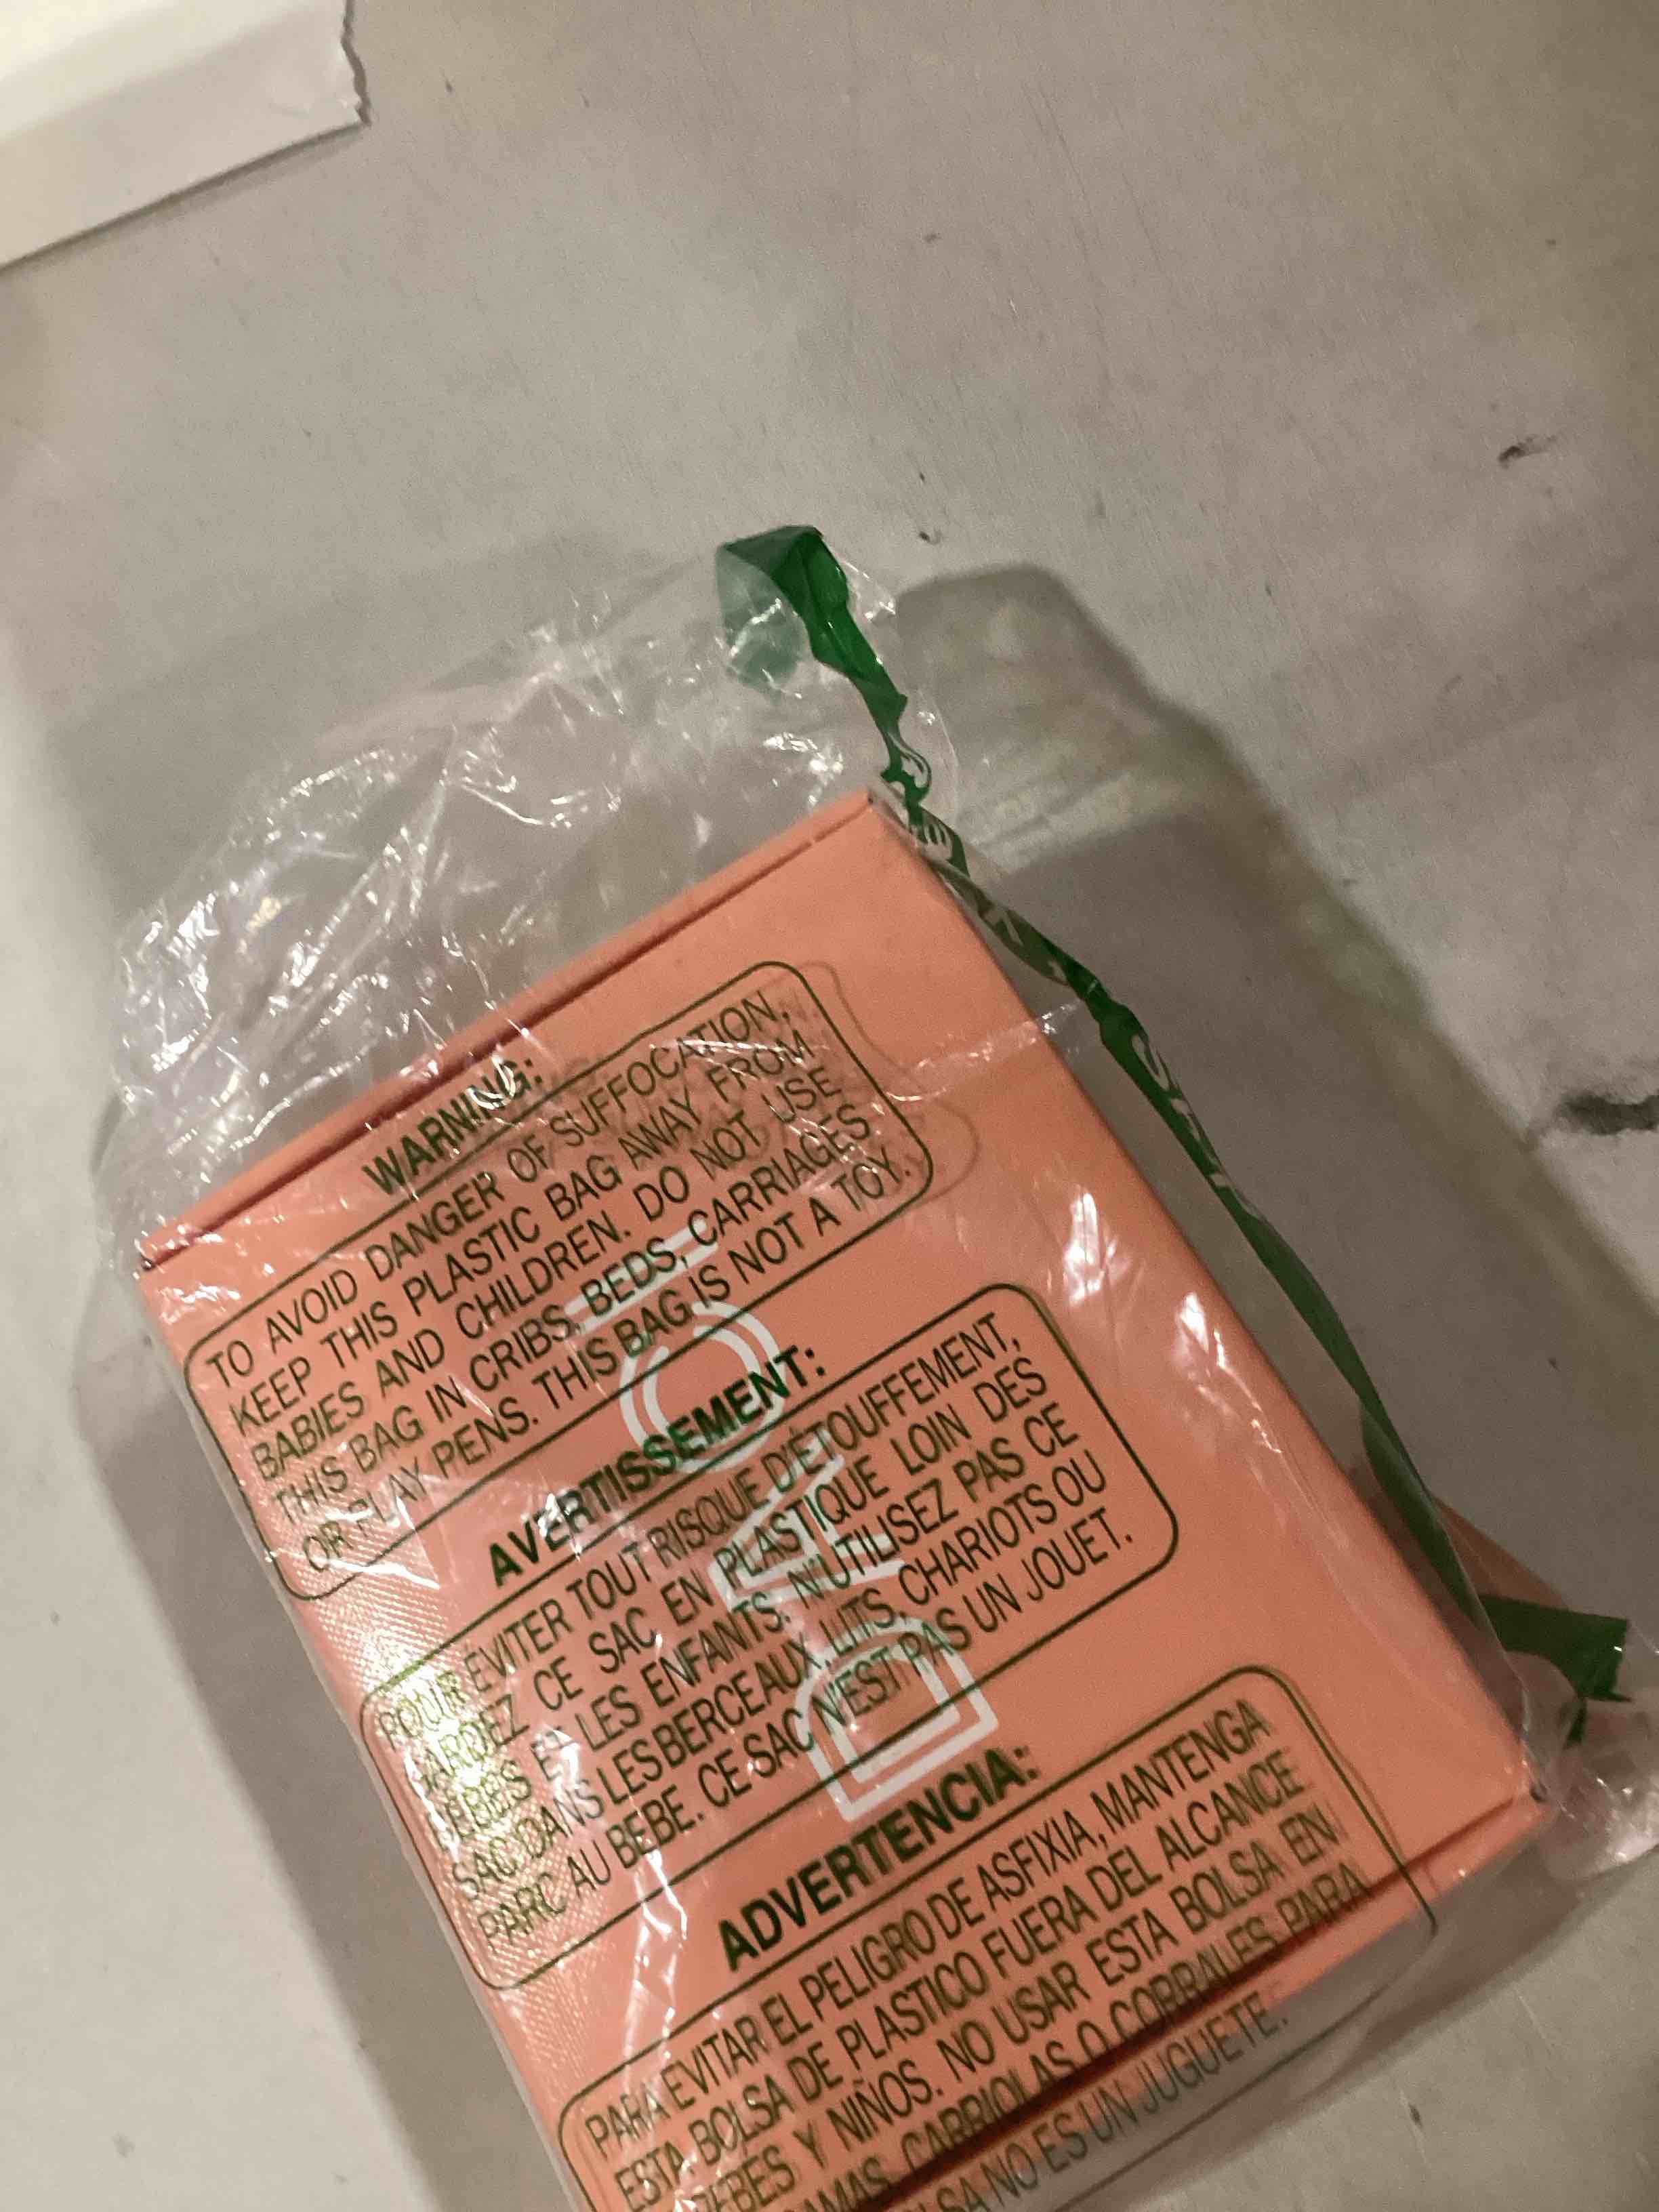 WARNING:
TO AVOID DANGER OF SUFFOCATION,
KEEP THIS PLASTIC BAG AWAY FROM
BABIES AND CHILDREN. DO NOT USE
THIS BAG IN CRIBS, BEDS, CARRIAGES
OR PLAY PENS. THIS BAG IS NOT A TOY.
AVERTISSEMENT:
POUR ÉVITER TOUT RISQUE D'ÉTOUFFEMENT,
GARDEZ CE SAC EN PLASTIQUE LOIN DES
BÉBÉS ET LES ENFANTS. N'UTILISEZ PAS CE
SAC DANS LES BERCEAUX, LITS, CHARIOTS OU
PARC AU BEBE. CE SAC N'EST PAS UN JOUET.
ADVERTENCIA:
PARA EVITAR EL PELIGRO DE ASFIXIA, MANTENGA
ESTA BOLSA DE PLASTICO FUERA DEL ALCANCE
BEBES Y NIÑOS. NO USAR ESTA BOLSA EN
CAMAS, CARRIOLAS O CORRALES PARA
NO ES UN JUGUETE.